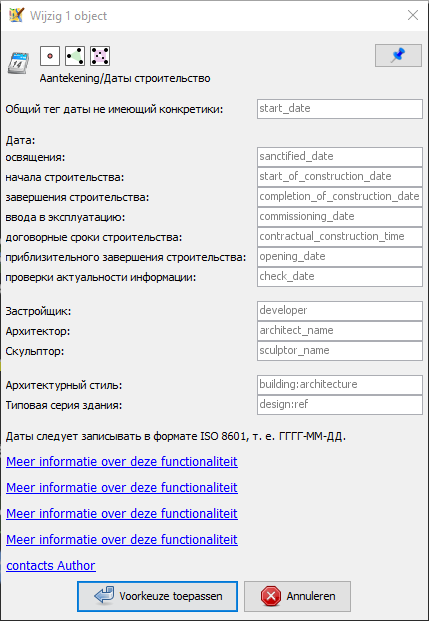 Wijzig 1 object
14
Aantekening/Даты строительство
Общий тег даты не имеющий конкретики: start_date
Дата:
освящения: sanctified_date
начала строительства: start_of_construction_date
завершения строительства: completion_of_construction_date
ввода в эксплуатацию: commissioning_date
договорные сроки строительства: contractual_construction_time
приблизительного завершения строительства: opening_date
проверки актуальности информации: check_date
Застройщик: developer
Архитектор: architect_name
Скульптор: sculptor_name
Архитектурный стиль: building:architecture
Типовая серия здания: design:ref
Даты следует записывать в формате ISO 8601, т. е. ГГГГ-ММ-ДД.
Meer informatie over deze functionaliteit
Meer informatie over deze functionaliteit
Meer informatie over deze functionaliteit
Meer informatie over deze functionaliteit
contacts Author
Voorkeuze toepassen Annuleren